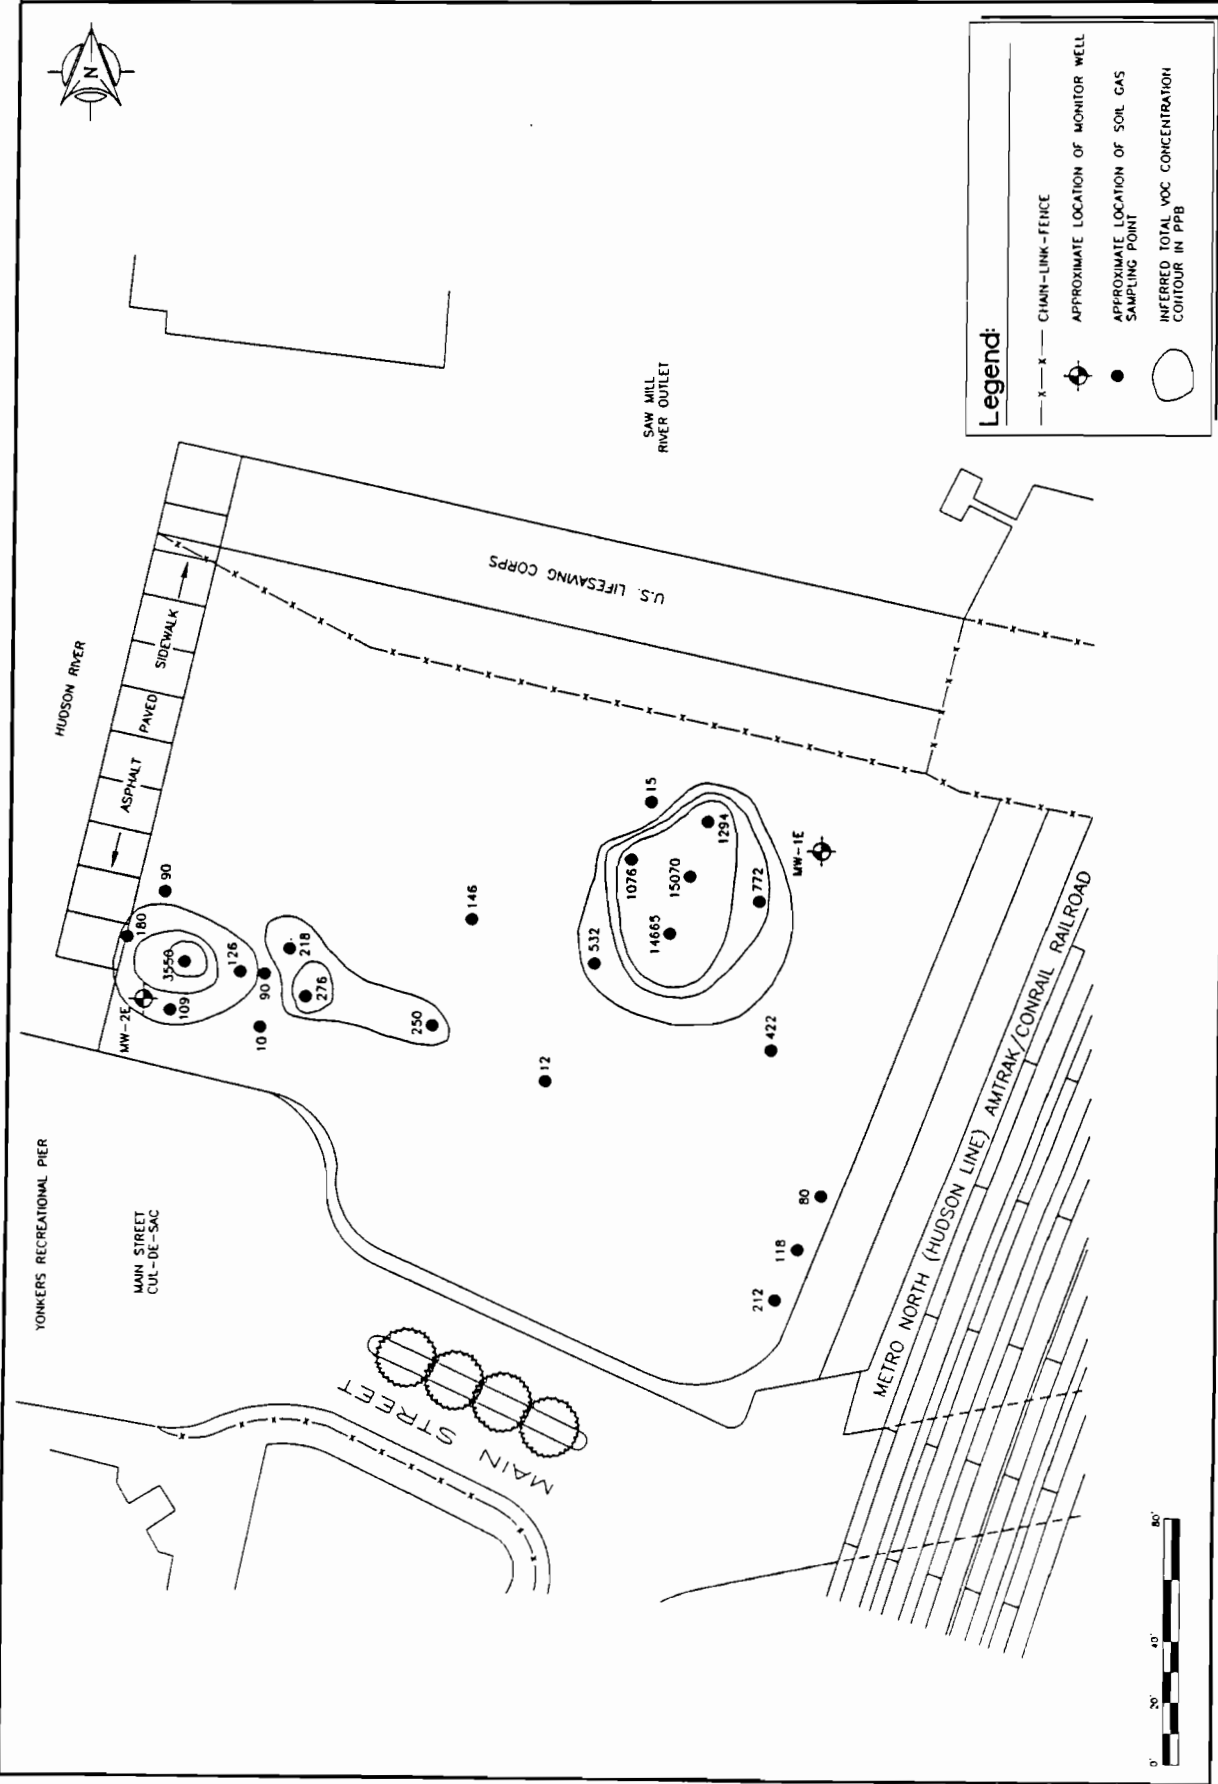 N
YONKERS RECREATIONAL PIER
HUDSON RIVER
MAIN STREET
CUL-DE-SAC
ASPHALT
PAVED
SIDEWALK
MW-2E
180
90
3550
109
126
90
10
218
276
250
146
12
U.S. LIFESAVING CORPS
SAW MILL
RIVER OUTLET
MAIN STREET
532
1076
15
14665
15070
1294
772
MW-1E
422
212
118
80
METRO NORTH (HUDSON LINE) AMTRAK/CONRAIL RAILROAD
Legend:
x x CHAIN-LINK-FENCE
APPROXIMATE LOCATION OF MONITOR WELL
APPROXIMATE LOCATION OF SOIL GAS
SAMPLING POINT
INFERRED TOTAL VOC CONCENTRATION
CONTOUR IN PPB
0' 20' 40' 80'